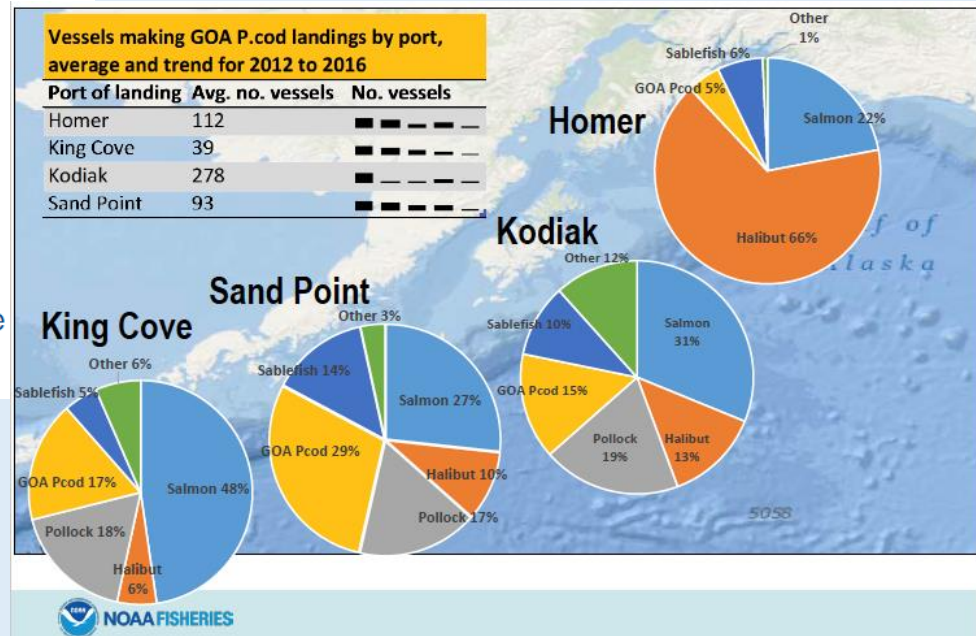 Vessels making GOA P.cod landings by port,
average and trend for 2012 to 2016
Port of landing Avg. no. vessels No. vessels
Homer 112
King Cove 39
Kodiak 278
Sand Point 93
Homer
Other
1%
Sablefish 6%
GOA Pcod 5%
Salmon 22%
Halibut 66%
Kodiak
Other 12%
Sablefish 10%
Salmon
31%
GOA Pcod 15%
Pollock
19%
Halibut
13%
Sand Point
Other 3%
Sablefish 14%
Salmon 27%
GOA Pcod 29%
Halibut 10%
Pollock 17%
King Cove
Other 6%
Sablefish 5%
GOA Pcod 17%
Salmon 48%
Pollock 18%
Halibut
6%
f of
alaska
5058
e
NOAA FISHERIES